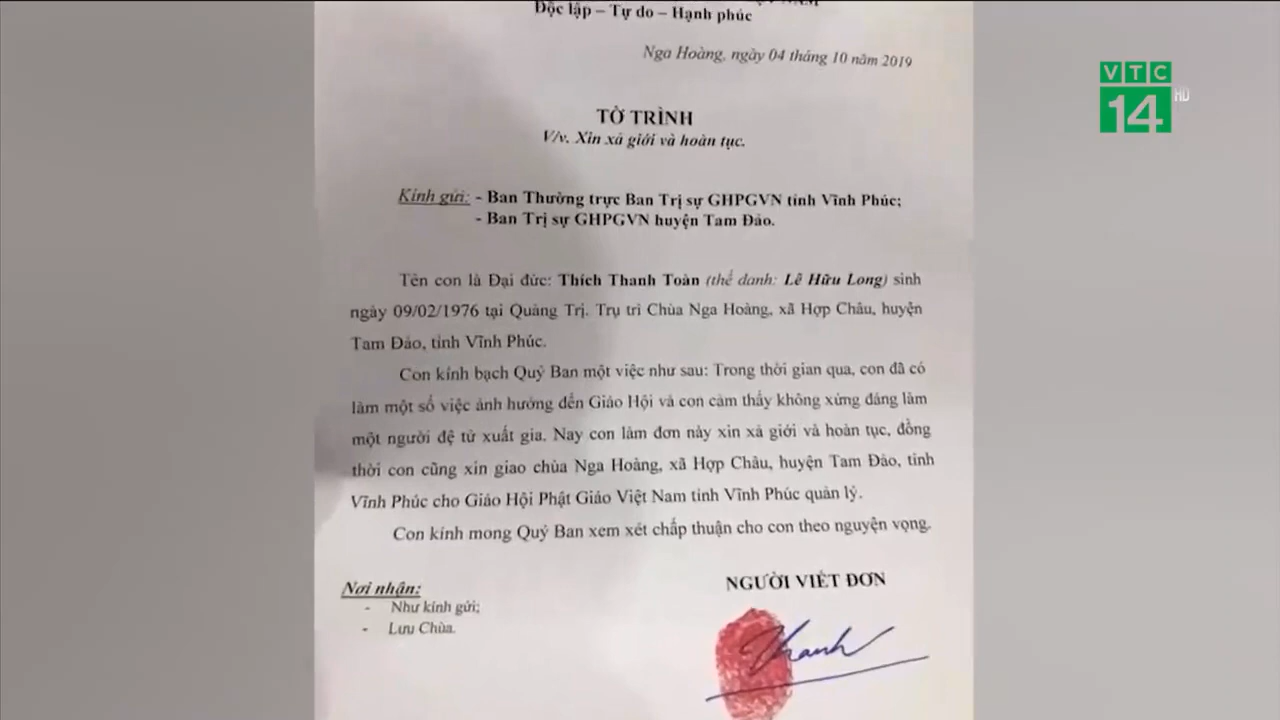 Độc lập – Tự do – Hạnh phúc
Nga Hoàng, ngày 04 tháng 10 năm 2019
VTC
14
HD
TỜ TRÌNH
V/v. Xin xả giới và hoàn tục.
Kính gửi: - Ban Thường trực Ban Trị sự GHPGVN tỉnh Vĩnh Phúc;
- Ban Trị sự GHPGVN huyện Tam Đảo.
Tên con là Đại đức: Thích Thanh Toàn (thế danh: Lê Hữu Long) sinh
ngày 09/02/1976 tại Quảng Trị. Trụ trì Chùa Nga Hoàng, xã Hợp Châu, huyện
Tam Đảo, tỉnh Vĩnh Phúc.
Con kính bạch Quý Ban một việc như sau: Trong thời gian qua, con đã có
làm một số việc ảnh hưởng đến Giáo Hội và con cảm thấy không xứng đáng làm
một người đệ tử xuất gia. Nay con làm đơn này xin xả giới và hoàn tục, đồng
thời con cũng xin giao chùa Nga Hoàng, xã Hợp Châu, huyện Tam Đảo, tỉnh
Vĩnh Phúc cho Giáo Hội Phật Giáo Việt Nam tỉnh Vĩnh Phúc quản lý.
Con kính mong Quý Ban xem xét chấp thuận cho con theo nguyện vọng.
Nơi nhận:
- Như kính gửi;
- Lưu Chùa.
NGƯỜI VIẾT ĐƠN
Thanh